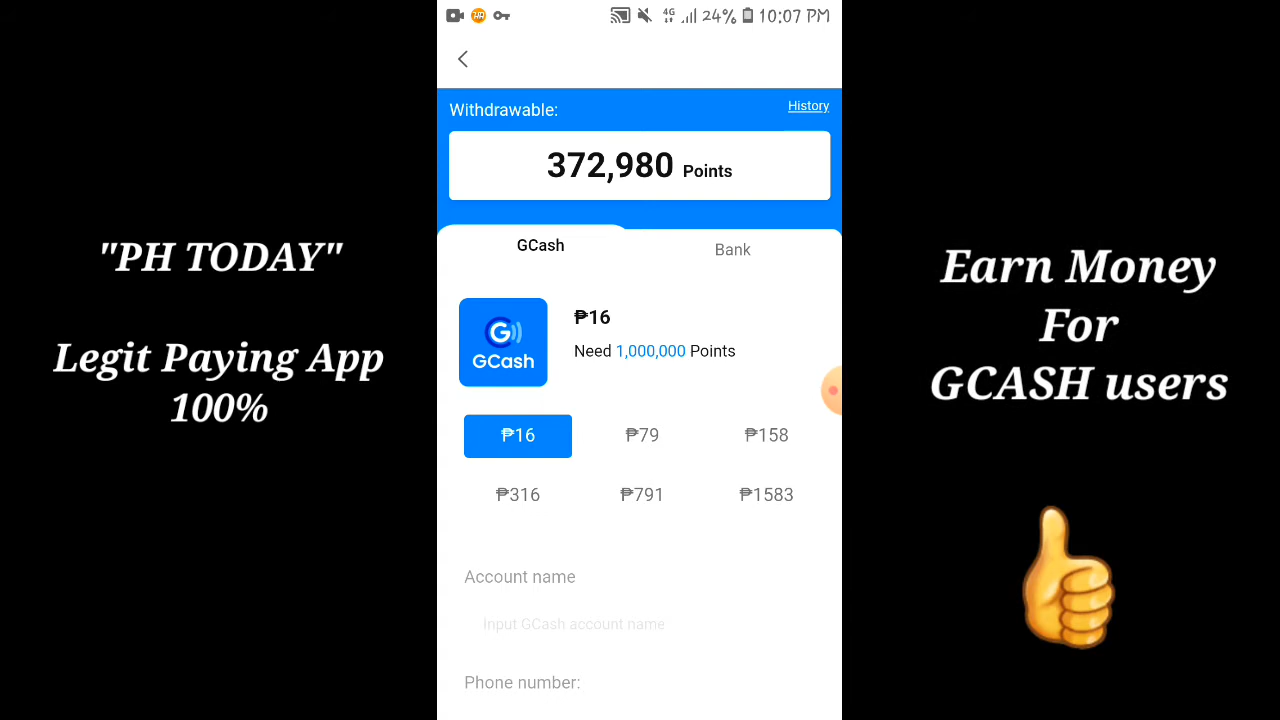 4G 24% 10:07 PM
Withdrawable:
History
372,980 Points
GCash
Bank
G
GCash
₱16
Need 1,000,000 Points
₱16
₱79
₱158
₱316
₱791
₱1583
Account name
Input GCash account name
Phone number:
"PH TODAY"
Legit Paying App
100%
Earn Money
For
GCASH users